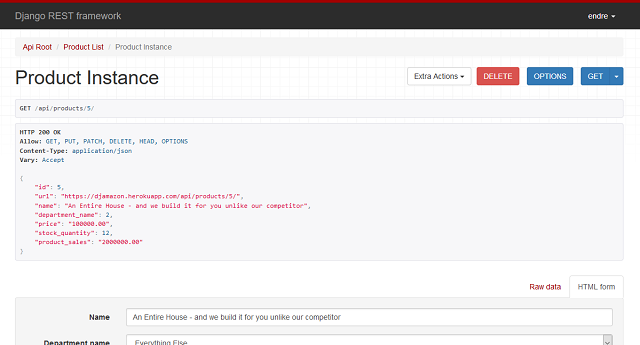 Django REST framework
endre
Api Root / Product List / Product Instance
Product Instance
Extra Actions
DELETE
OPTIONS
GET
GET /api/products/5/
HTTP 200 OK
Allow: GET, PUT, PATCH, DELETE, HEAD, OPTIONS
Content-Type: application/json
Vary: Accept
{
"id": 5,
"url": "https://djamazon.herokuapp.com/api/products/5/",
"name": "An Entire House - and we build it for you unlike our competitor",
"department_name": 2,
"price": "100000.00",
"stock_quantity": 12,
"product_sales": "2000000.00"
}
Raw data
HTML form
Name
An Entire House - and we build it for you unlike our competitor
Department name
Everything Else